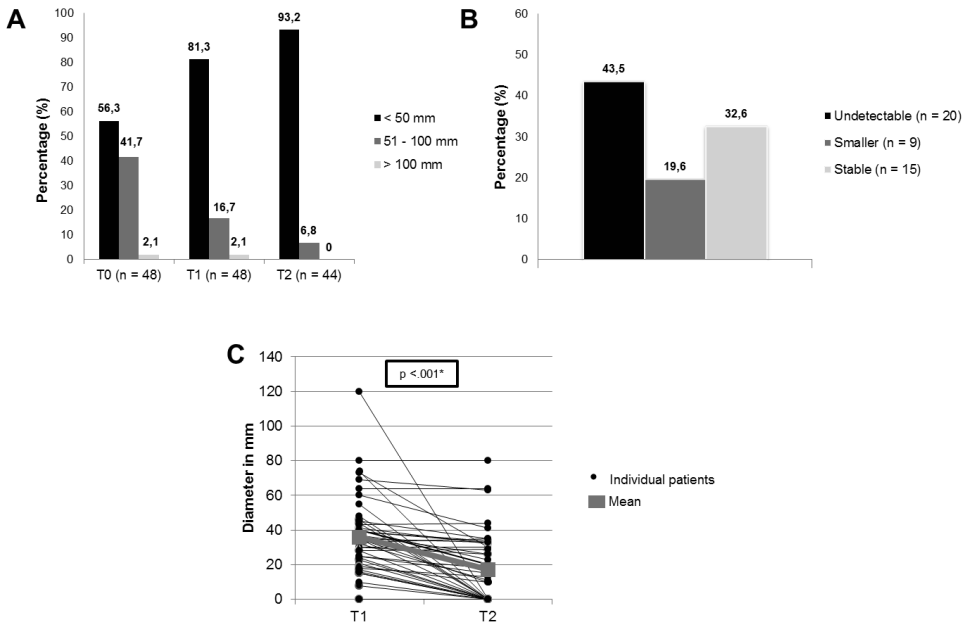 A
Percentage (%)
100
90
80
70
60
50
40
30
20
10
0
56,3
41,7
2,1
81,3
16,7
2,1
93,2
6,8
0
T0 (n = 48)
T1 (n = 48)
T2 (n = 44)
< 50 mm
51 - 100 mm
> 100 mm
B
Percentage (%)
60
50
40
30
20
10
0
43,5
19,6
32,6
Undetectable (n = 20)
Smaller (n = 9)
Stable (n = 15)
C
Diameter in mm
140
120
100
80
60
40
20
0
p <.001*
T1
T2
Individual patients
Mean